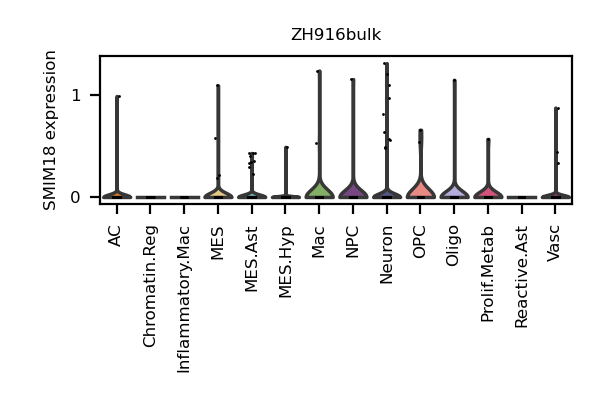 ZH916bulk
SMIM18 expression
1
0
AC
Chromatin.Reg
Inflammatory.Mac
MES
MES.Ast
MES.Hyp
Mac
NPC
Neuron
OPC
Oligo
Prolif.Metab
Reactive.Ast
Vasc